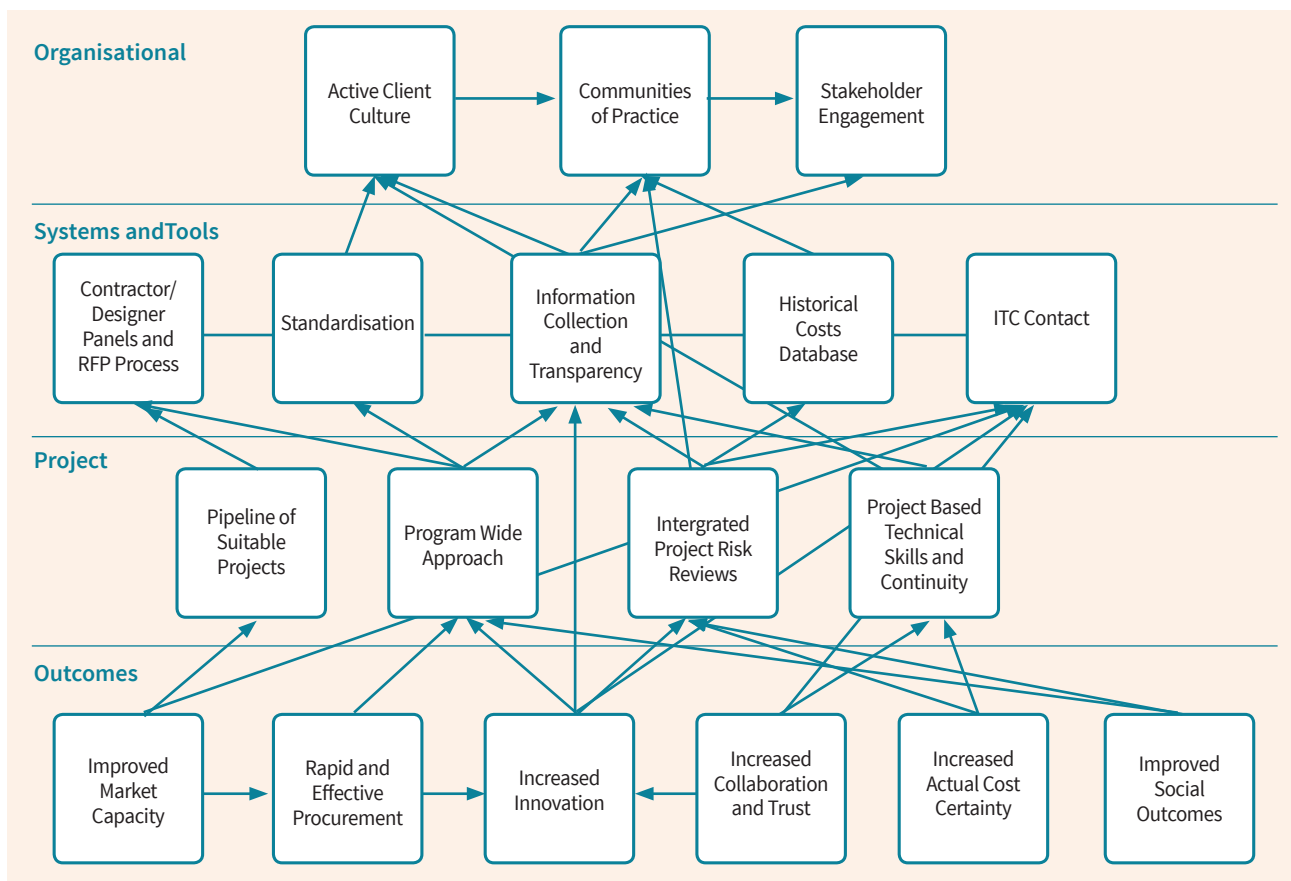 Organisational
Active Client
Culture
Communities
of Practice
Stakeholder
Engagement
Systems andTools
Contractor/
Designer
Panels and
RFP Process
Standardisation
Information
Collection
and
Transparency
Historical
Costs
Database
ITC Contact
Project
Pipeline of
Suitable
Projects
Program Wide
Approach
Intergrated
Project Risk
Reviews
Project Based
Technical
Skills and
Continuity
Outcomes
Improved
Market
Capacity
Rapid and
Effective
Procurement
Increased
Innovation
Increased
Collaboration
and Trust
Increased
Actual Cost
Certainty
Improved
Social
Outcomes